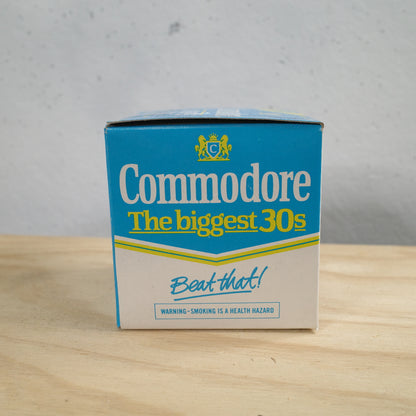 C
Commodore
The biggest 30s
Beat that!
WARNING - SMOKING IS A HEALTH HAZARD